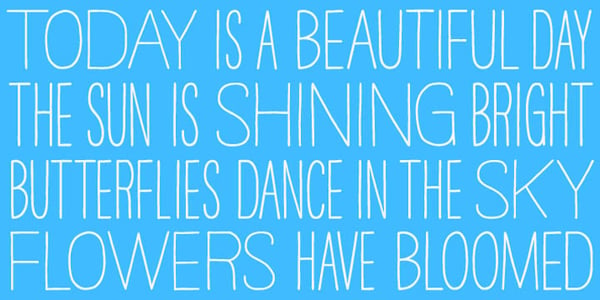 TODAY IS A BEAUTIFUL DAY
THE SUN IS SHINING BRIGHT
BUTTERFLIES DANCE IN THE SKY
FLOWERS HAVE BLOOMED